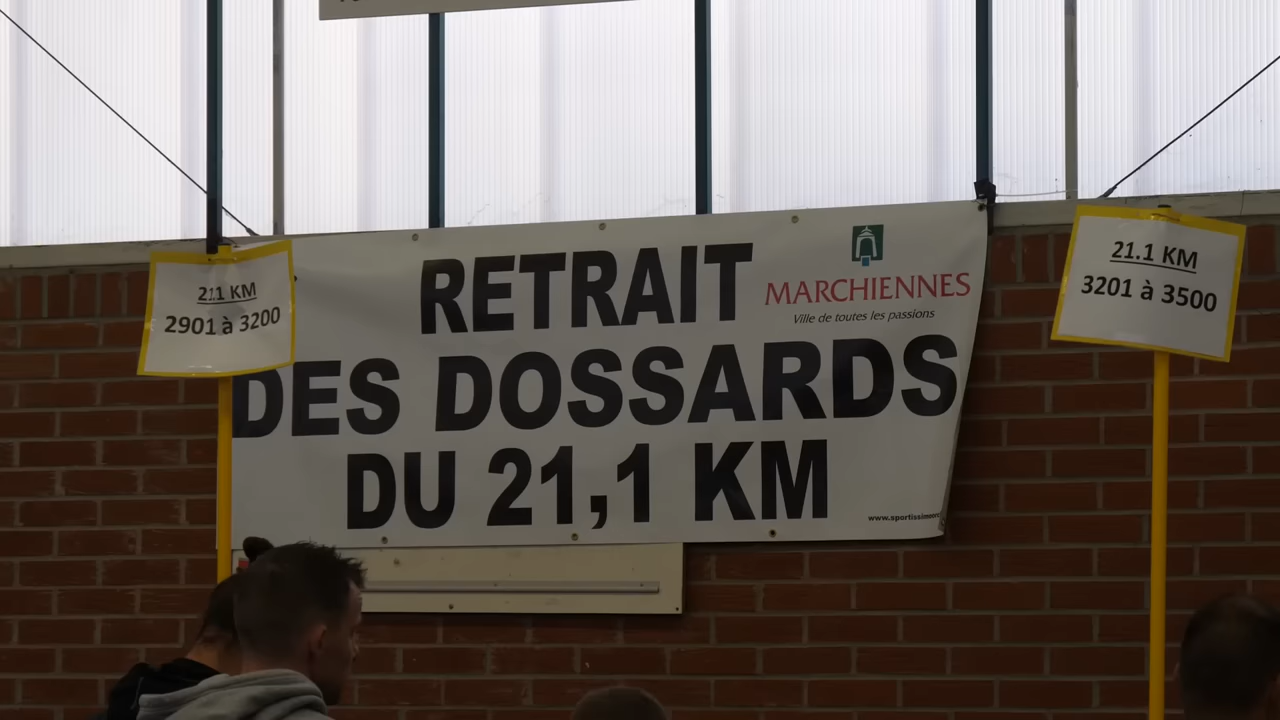 21.1 KM
2901 à 3200
RETRAIT
DES DOSSARDS
DU 21,1 KM
MARCHIENNES
Ville de toutes les passions
21.1 KM
3201 à 3500